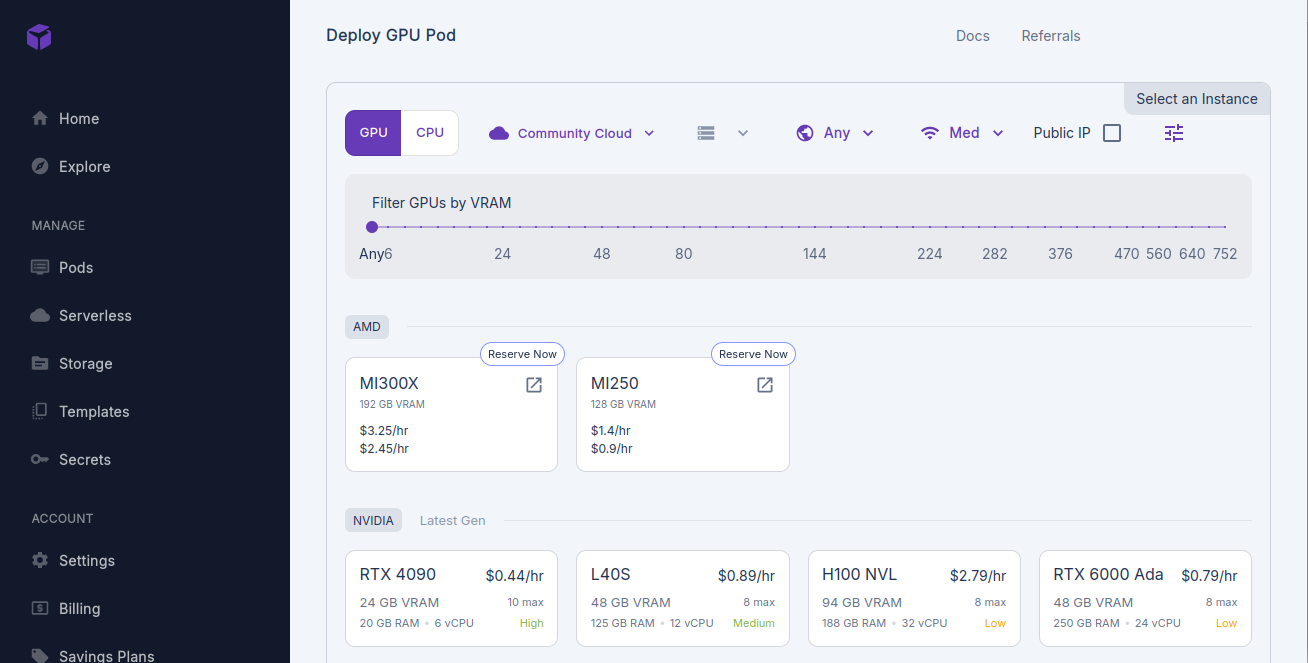 Deploy GPU Pod
Docs
Referrals
Home
Explore
MANAGE
Pods
Serverless
Storage
Templates
Secrets
ACCOUNT
Settings
Billing
Savings Plans
Select an Instance
GPU
CPU
Community Cloud
Any
Med
Public IP
Filter GPUs by VRAM
Any 6 24 48 80 144 224 282 376 470 560 640 752
AMD
Reserve Now
MI300X
192 GB VRAM
$3.25/hr
$2.45/hr
Reserve Now
MI250
128 GB VRAM
$1.4/hr
$0.9/hr
NVIDIA
Latest Gen
RTX 4090 $0.44/hr
24 GB VRAM 10 max
20 GB RAM • 6 vCPU High
L40S $0.89/hr
48 GB VRAM 8 max
125 GB RAM • 12 vCPU Medium
H100 NVL $2.79/hr
94 GB VRAM 8 max
188 GB RAM • 32 vCPU Low
RTX 6000 Ada $0.79/hr
48 GB VRAM 8 max
250 GB RAM • 24 vCPU Low